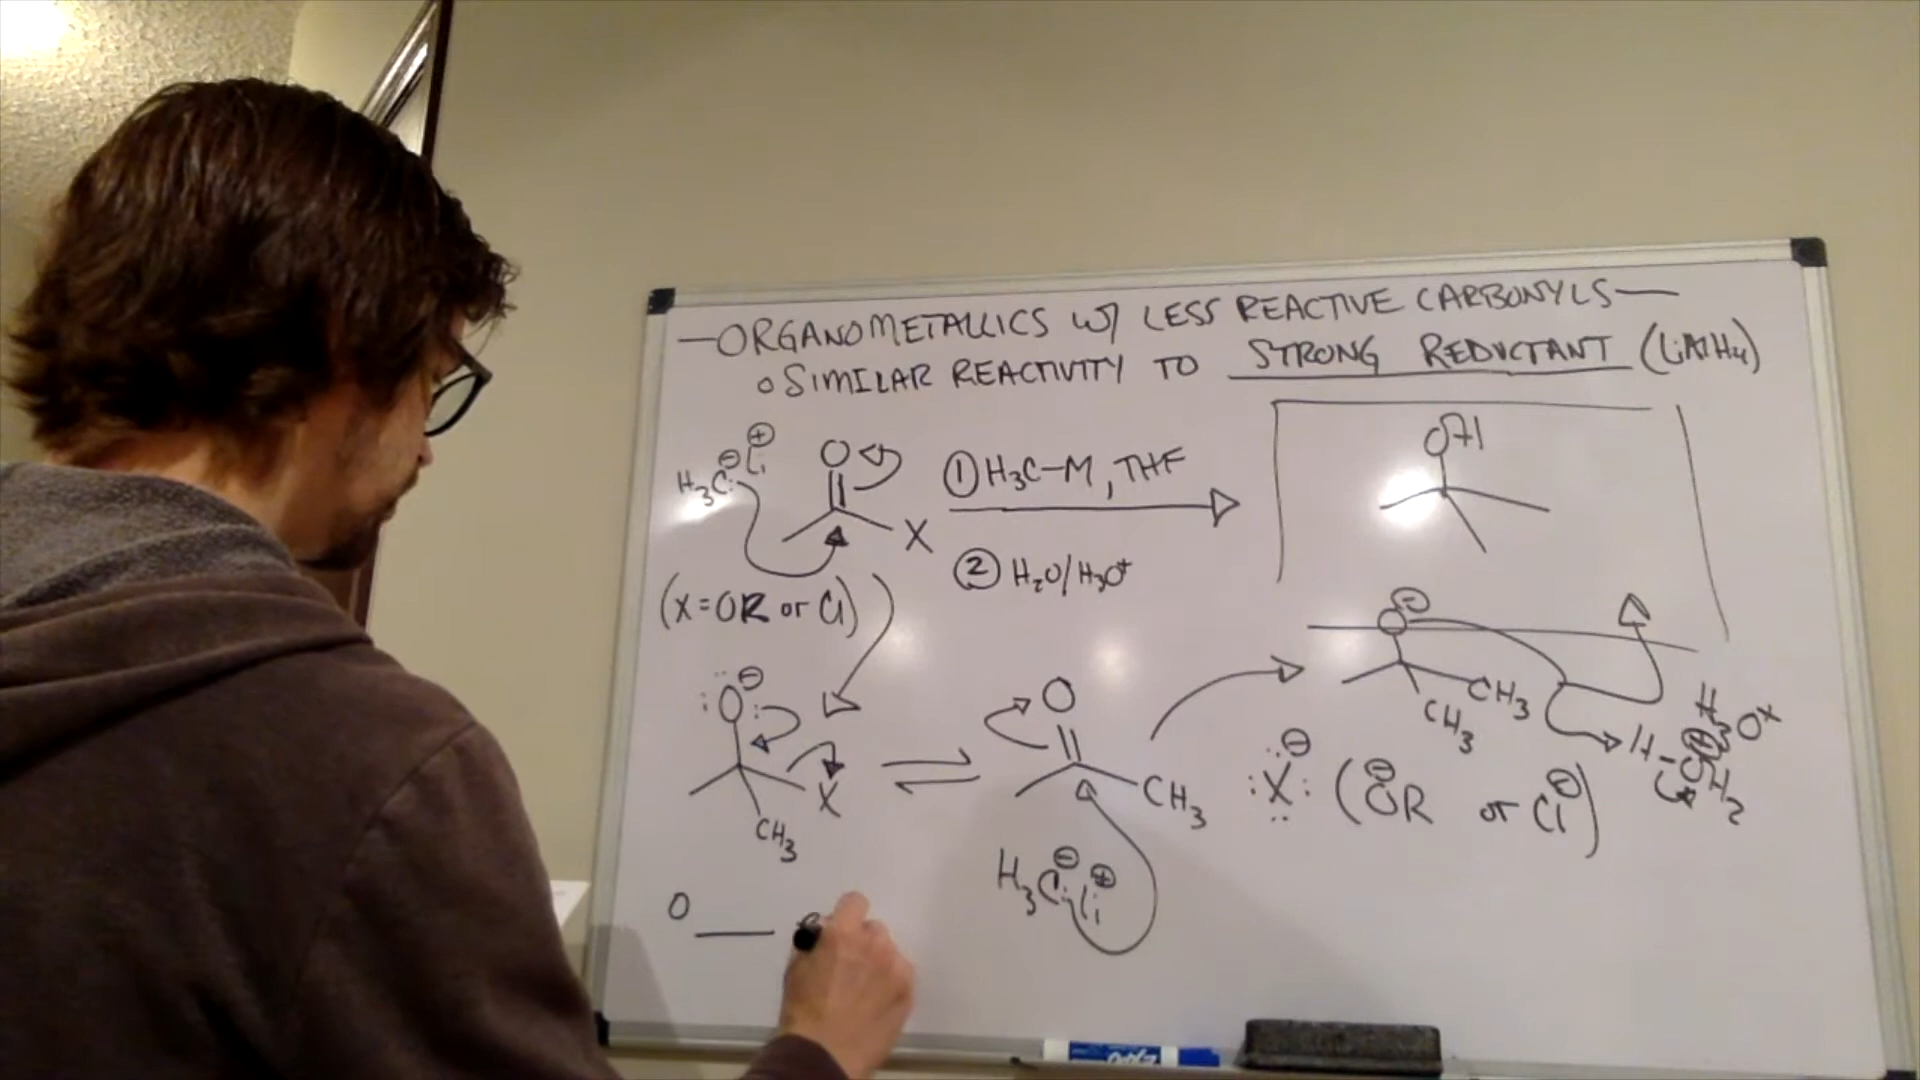 —ORGANOMETALLICS W/ LESS REACTIVE CARBONYLS—
o SIMILAR REACTIVITY TO STRONG REDUCTANT (LiAlH4)
H3C:⊖ Li⊕
O
X
① H3C-M, THF
② H2O/H3O+
OH
(X=OR or Cl)
:Ö:⊖
X
CH3
O
CH3
H3C:⊖ Li⊕
O⊖
CH3
CH3
H3O+
:X:⊖ (⊖OR or Cl⊖)
O
EXPO